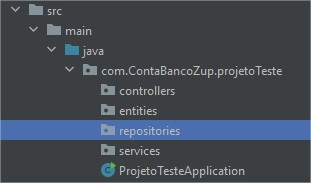 src
main
java
com.ContaBancoZup.projetoTeste
controllers
entities
repositories
services
ProjetoTesteApplication